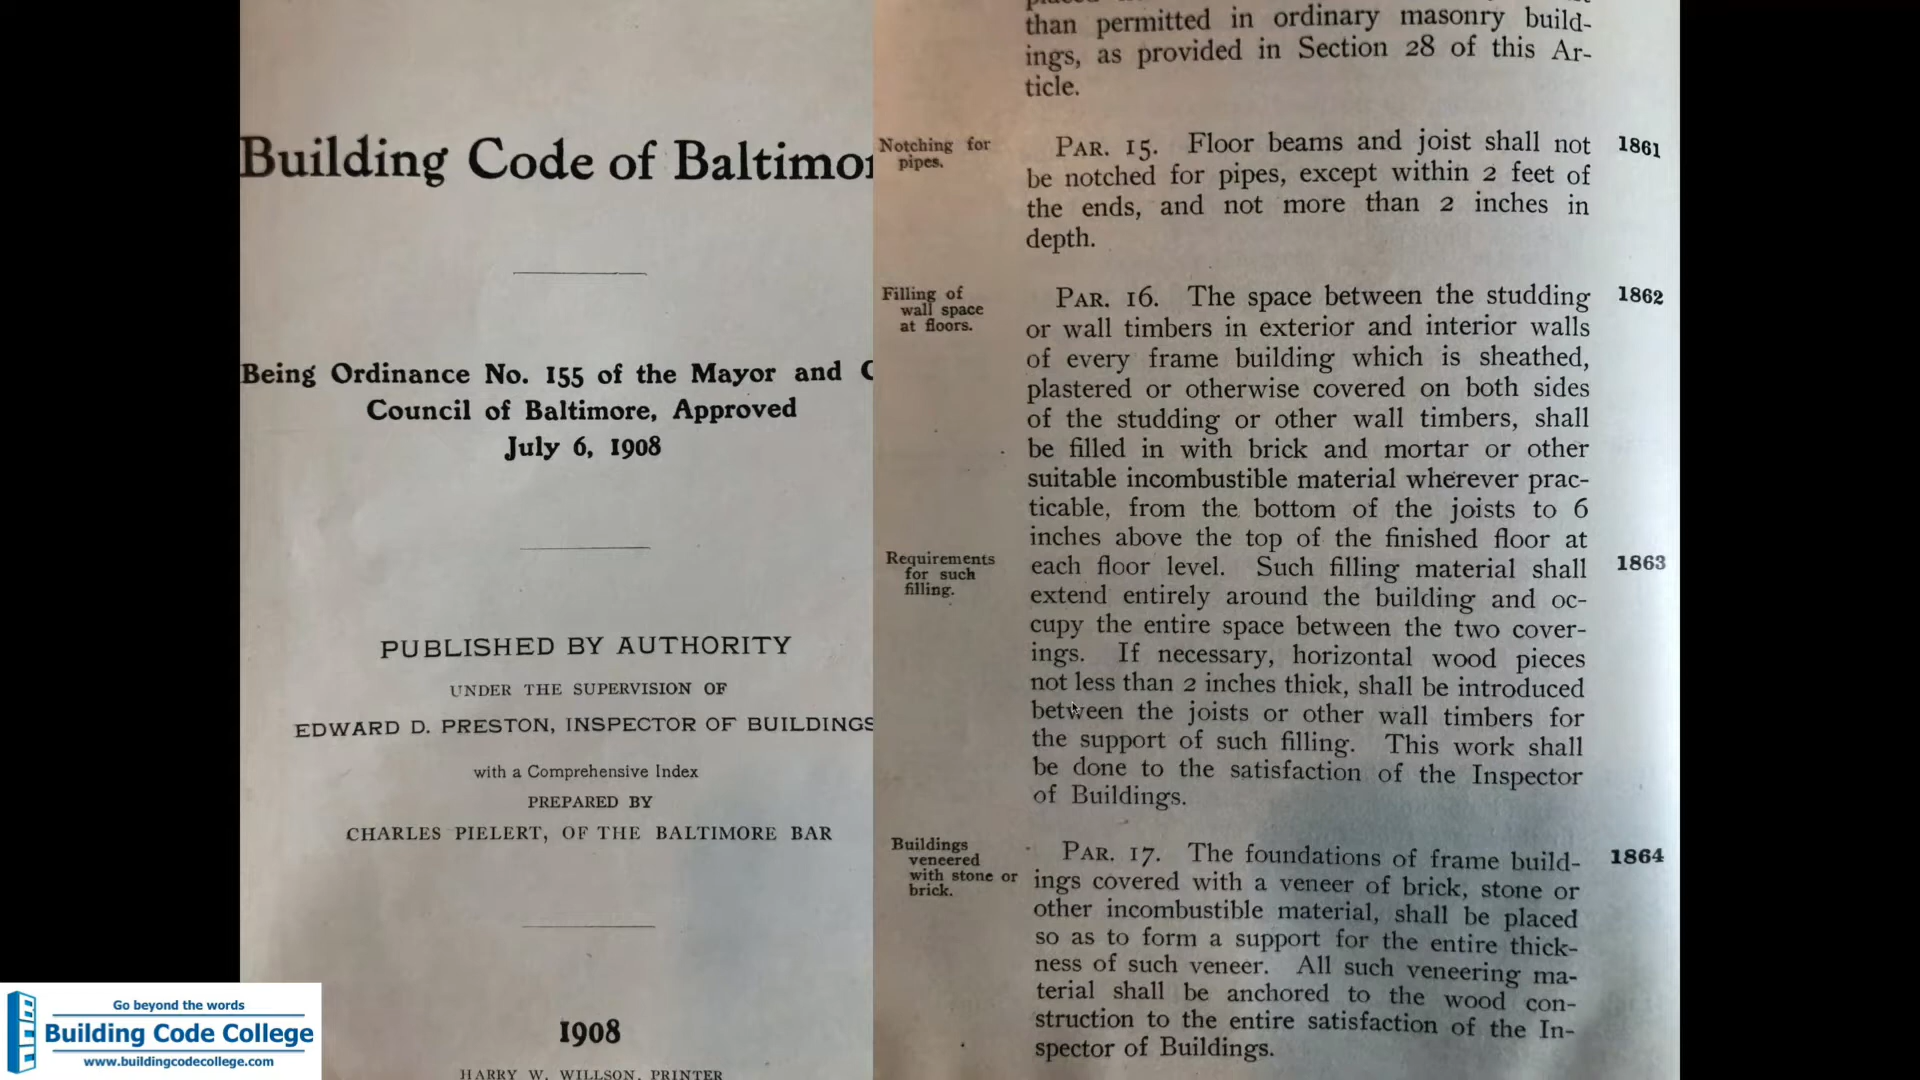 Building Code of Baltimo
Being Ordinance No. 155 of the Mayor and C
Council of Baltimore, Approved
July 6, 1908
PUBLISHED BY AUTHORITY
UNDER THE SUPERVISION OF
EDWARD D. PRESTON, INSPECTOR OF BUILDINGS
with a Comprehensive Index
PREPARED BY
CHARLES PIELERT, OF THE BALTIMORE BAR
1908
HARRY W. WILLSON, PRINTER
than permitted in ordinary masonry build-
ings, as provided in Section 28 of this Ar-
ticle.
Notching for
pipes.
PAR. 15. Floor beams and joist shall not
be notched for pipes, except within 2 feet of
the ends, and not more than 2 inches in
depth.
1861
Filling of
wall space
at floors.
PAR. 16. The space between the studding
or wall timbers in exterior and interior walls
of every frame building which is sheathed,
plastered or otherwise covered on both sides
of the studding or other wall timbers, shall
be filled in with brick and mortar or other
suitable incombustible material wherever prac-
ticable, from the bottom of the joists to 6
inches above the top of the finished floor at
1862
Requirements
for such
filling.
each floor level. Such filling material shall
extend entirely around the building and oc-
cupy the entire space between the two cover-
ings. If necessary, horizontal wood pieces
not less than 2 inches thick, shall be introduced
between the joists or other wall timbers for
the support of such filling. This work shall
be done to the satisfaction of the Inspector
of Buildings.
1863
Buildings
veneered
with stone or
brick.
PAR. 17. The foundations of frame build-
ings covered with a veneer of brick, stone or
other incombustible material, shall be placed
so as to form a support for the entire thick-
ness of such veneer. All such veneering ma-
terial shall be anchored to the wood con-
struction to the entire satisfaction of the In-
spector of Buildings.
1864
Go beyond the words
Building Code College
www.buildingcodecollege.com
BCC